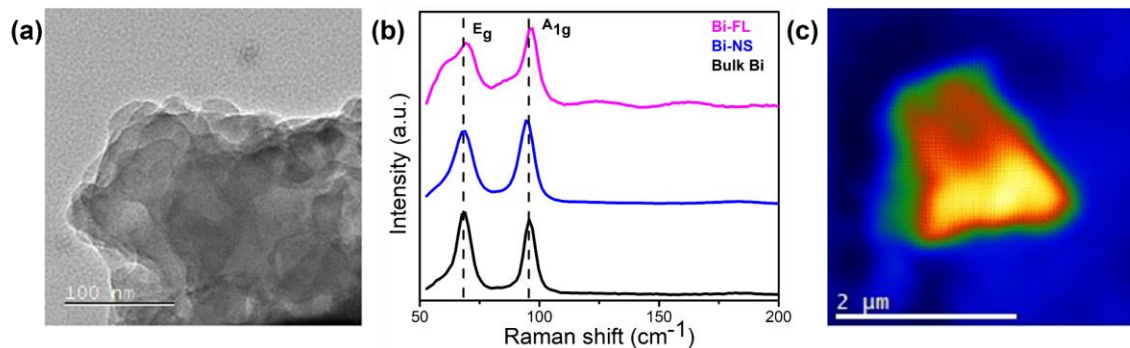 (a)
100 nm
(b)
Eg
A1g
Bi-FL
Bi-NS
Bulk Bi
Intensity (a.u.)
50 100 150 200
Raman shift (cm-1)
(c)
2 µm